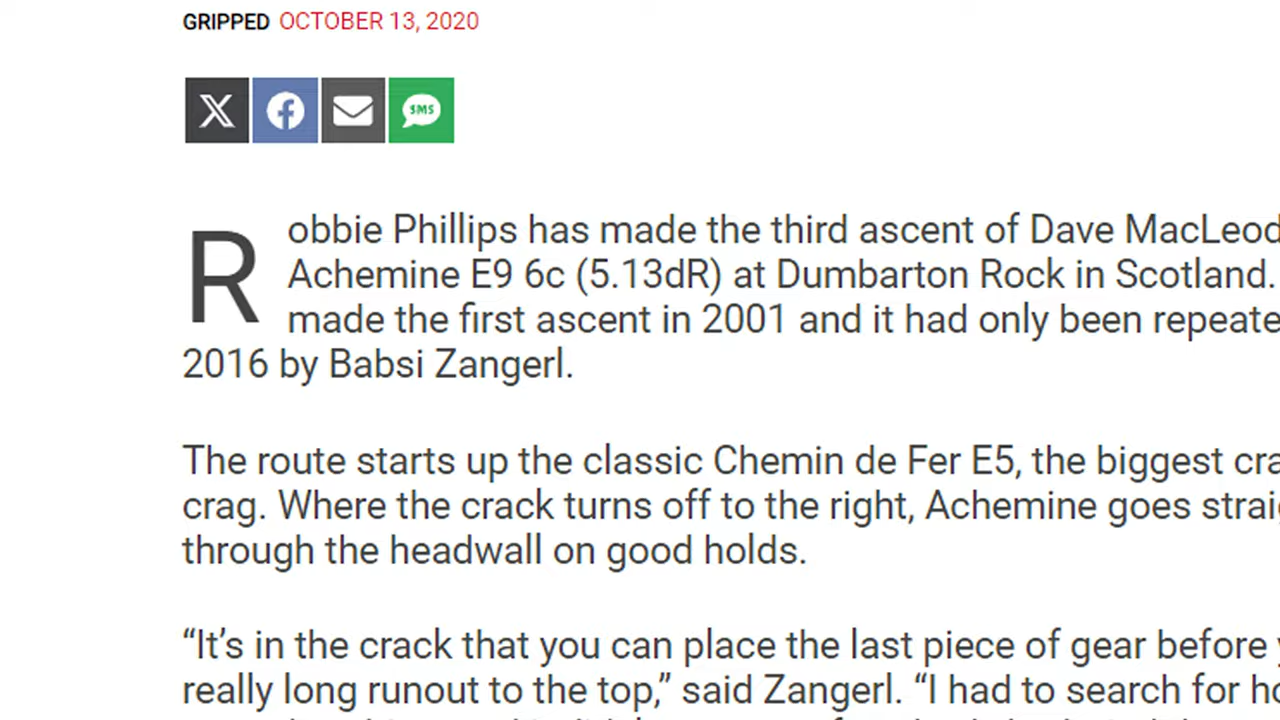 GRIPPED OCTOBER 13, 2020
SMS
Robbie Phillips has made the third ascent of Dave MacLeod
Achemine E9 6c (5.13dR) at Dumbarton Rock in Scotland.
made the first ascent in 2001 and it had only been repeate
2016 by Babsi Zangerl.
The route starts up the classic Chemin de Fer E5, the biggest cra
crag. Where the crack turns off to the right, Achemine goes straig
through the headwall on good holds.
“It’s in the crack that you can place the last piece of gear before
really long runout to the top,” said Zangerl. “I had to search for ho